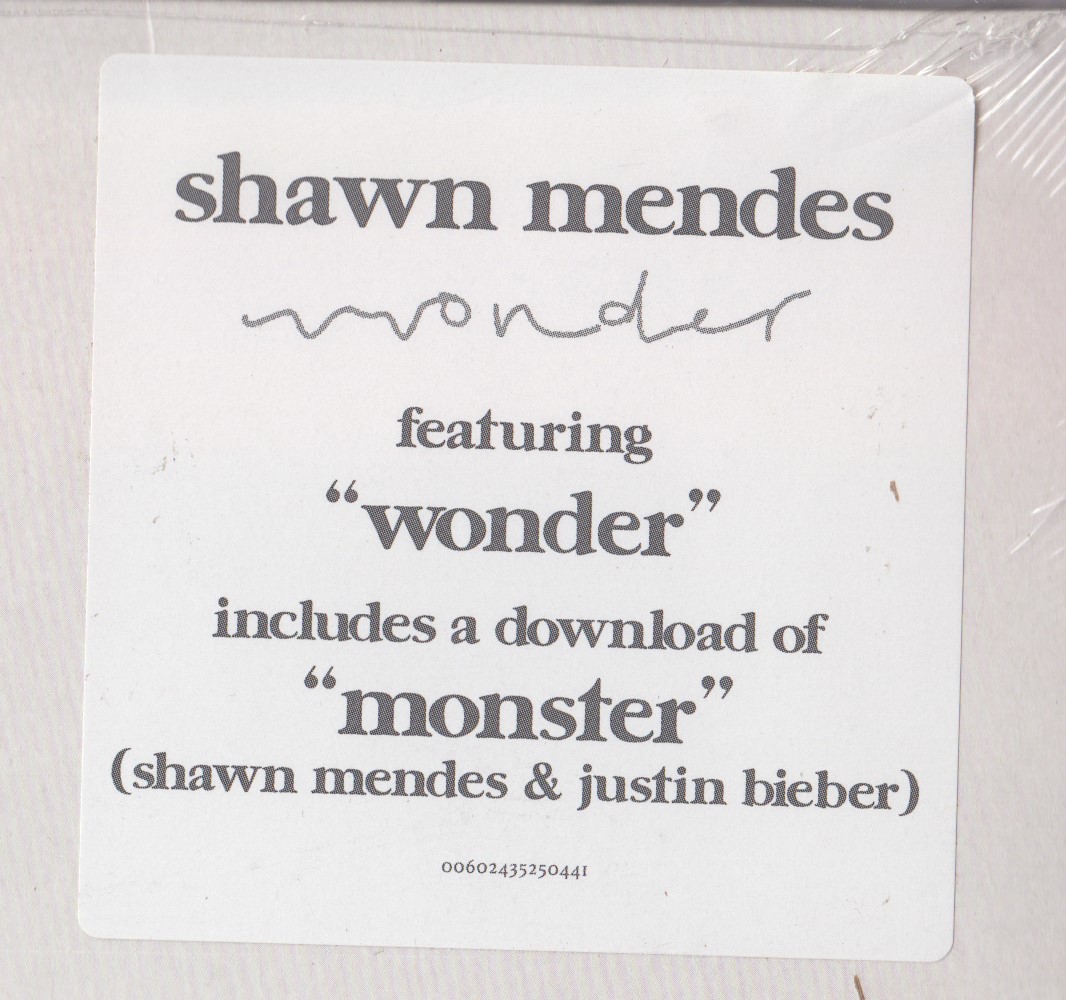 shawn mendes
wonder
featuring
“wonder”
includes a download of
“monster”
(shawn mendes & justin bieber)
00602435250441